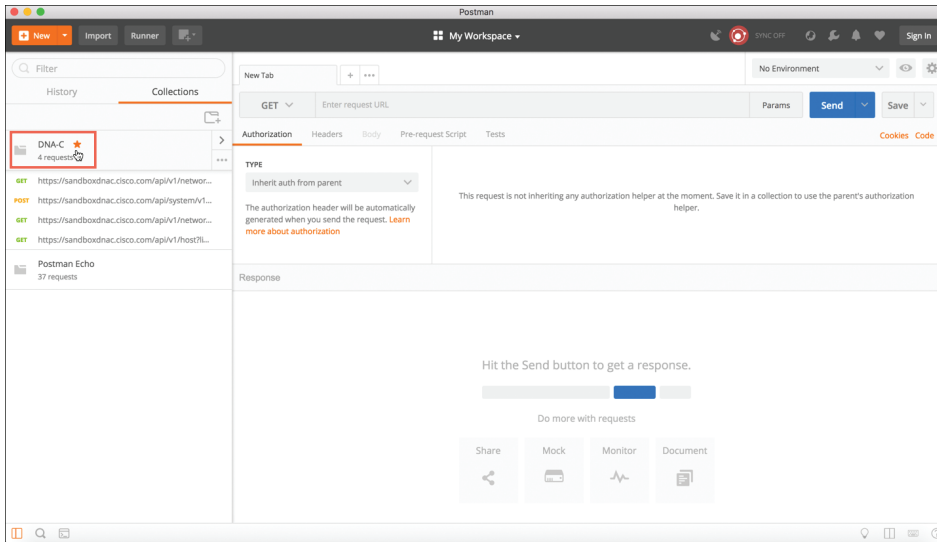 Postman
New
Import
Runner
My Workspace
SYNC OFF
Sign In
Filter
History
Collections
DNA-C
4 requests
GET https://sandboxdnac.cisco.com/api/v1/networ...
POST https://sandboxdnac.cisco.com/api/system/v1...
GET https://sandboxdnac.cisco.com/api/v1/networ...
GET https://sandboxdnac.cisco.com/api/v1/host?li...
Postman Echo
37 requests
New Tab
No Environment
GET
Enter request URL
Params
Send
Save
Authorization
Headers
Body
Pre-request Script
Tests
Cookies
Code
TYPE
Inherit auth from parent
The authorization header will be automatically
generated when you send the request. Learn
more about authorization
This request is not inheriting any authorization helper at the moment. Save it in a collection to use the parent's authorization
helper.
Response
Hit the Send button to get a response.
Do more with requests
Share
Mock
Monitor
Document